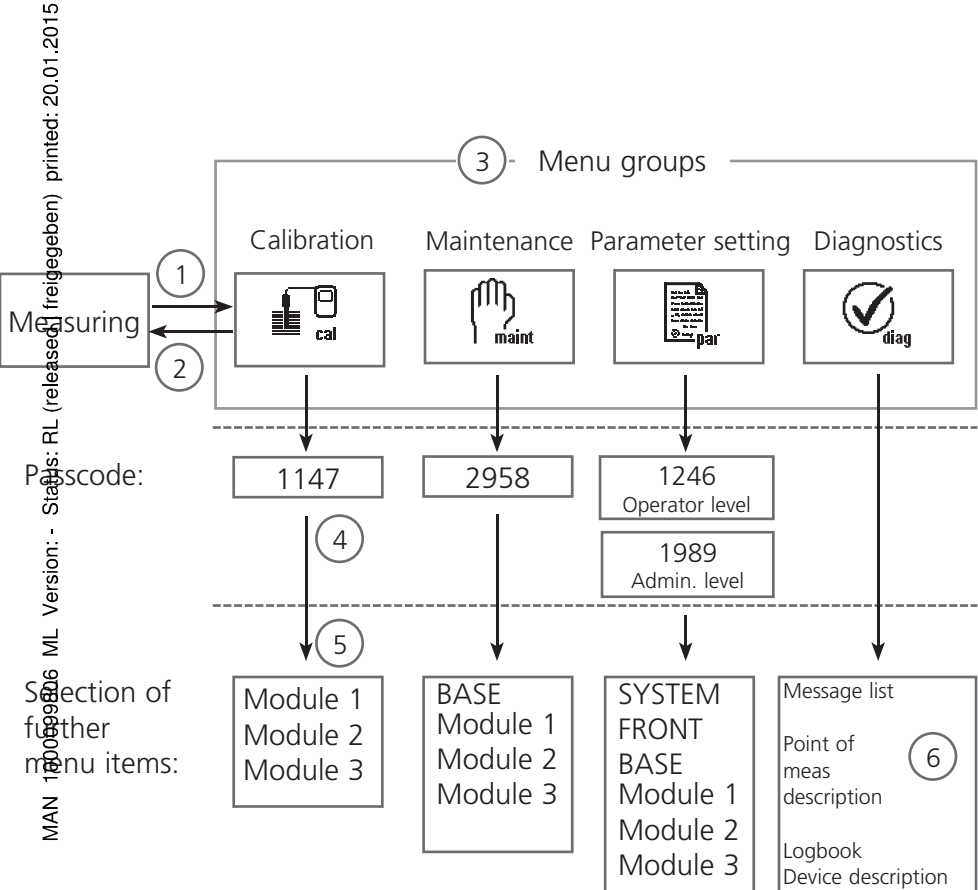 MAN 1000099806 ML Version: - Status: RL (released | freigegeben) printed: 20.01.2015
3 Menu groups
Calibration Maintenance Parameter setting Diagnostics
1
Measuring
cal maint par diag
2
Passcode: 1147 2958 1246
Operator level
4
1989
Admin. level
5
Selection of
further
menu items:
Module 1
Module 2
Module 3
BASE
Module 1
Module 2
Module 3
SYSTEM
FRONT
BASE
Module 1
Module 2
Module 3
Message list
Point of
meas
description
6
Logbook
Device description